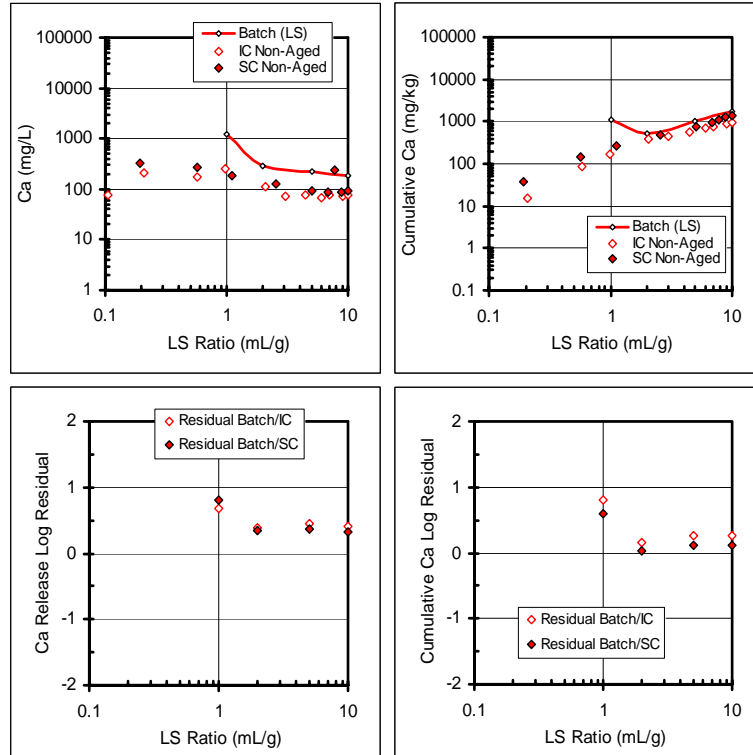 Batch (LS)
IC Non-Aged
SC Non-Aged
Ca (mg/L)
100000
10000
1000
100
10
1
0.1
1
10
LS Ratio (mL/g)
Cumulative Ca (mg/kg)
100000
10000
1000
100
10
1
0.1
Batch (LS)
IC Non-Aged
SC Non-Aged
0.1
1
10
LS Ratio (mL/g)
Residual Batch/IC
Residual Batch/SC
Ca Release Log Residual
2
1
0
-1
-2
0.1
1
10
LS Ratio (mL/g)
Cumulative Ca Log Residual
2
1
0
-1
-2
Residual Batch/IC
Residual Batch/SC
0.1
1
10
LS Ratio (mL/g)